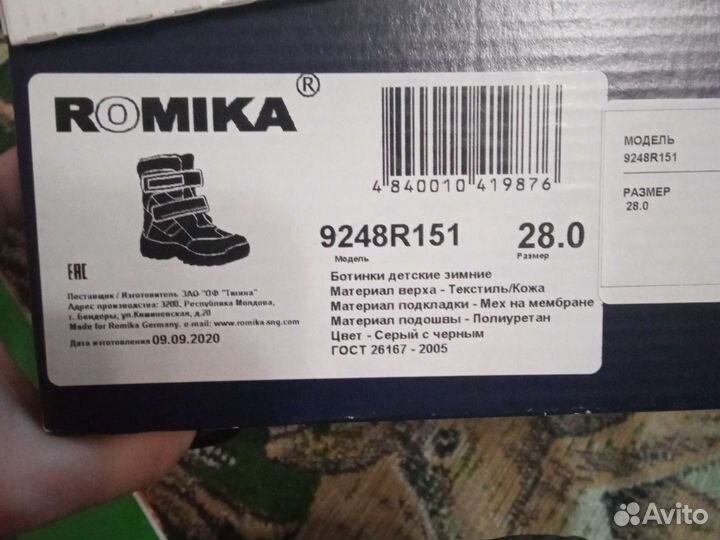 ROMIKA®
4 840010 419876
9248R151
Модель
28.0
Размер
Ботинки детские зимние
Материал верха - Текстиль/Кожа
Материал подкладки - Мех на мембране
Материал подошвы - Полиуретан
Цвет - Серый с черным
ГОСТ 26167 - 2005
EAC
Поставщик / Изготовитель ЗАО "ОФ "Тигина"
Адрес производства: 3200, Республика Молдова,
г. Бендеры, ул.Кишиневская, д.20
Made for Romika Germany. e-mail: www.romika-sng.com
Дата изготовления 09.09.2020
МОДЕЛЬ
9248R151
РАЗМЕР
28.0
Avito